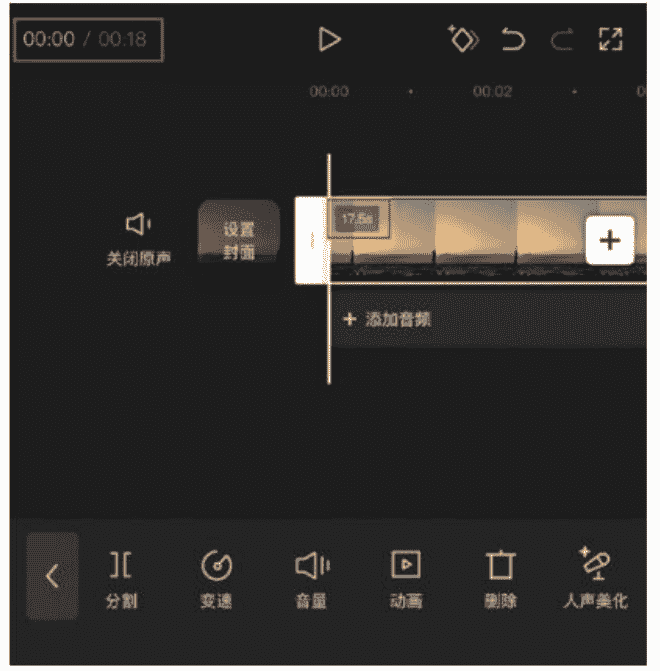 00:00 / 00:18
00:00
00:02
17.5s
设置
封面
关闭原声
添加音频
分割
变速
音量
动画
删除
人声美化